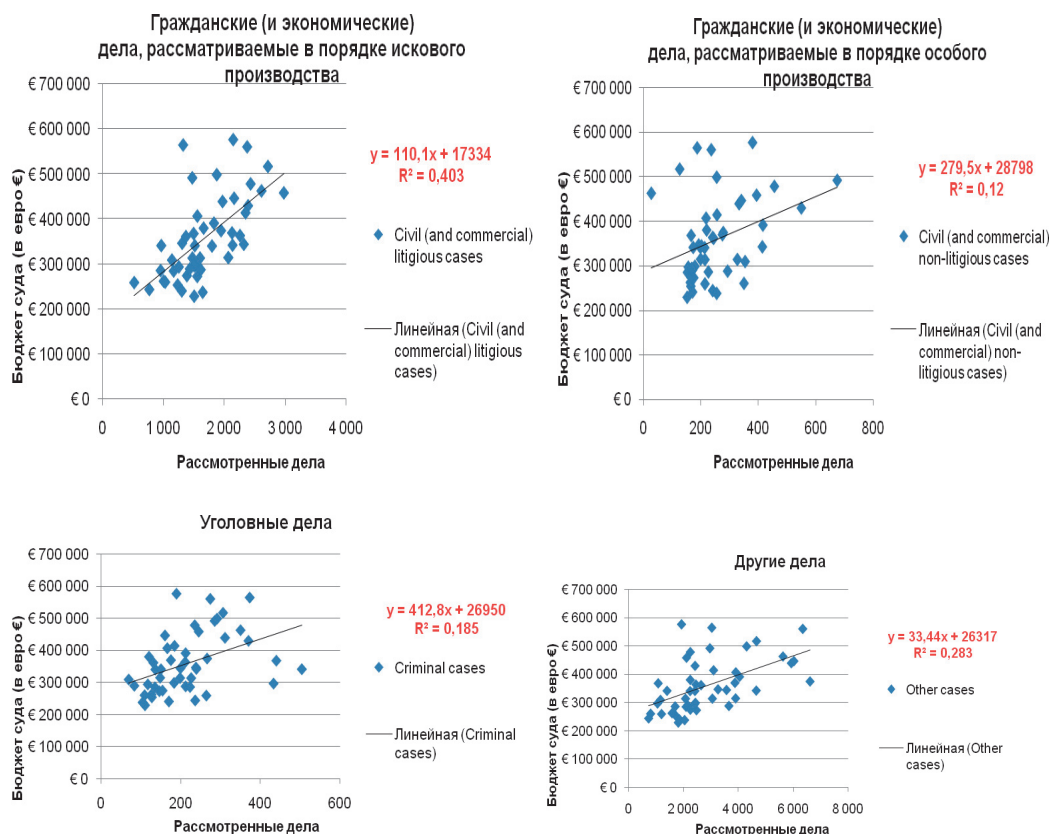 Гражданские (и экономические)
дела, рассматриваемые в порядке искового
производства
€ 700 000
€ 600 000
€ 500 000
€ 400 000
€ 300 000
€ 200 000
€ 100 000
€ 0
Бюджет суда (в евро €)
0
1 000
2 000
3 000
4 000
Рассмотренные дела
y = 110,1x + 17334
R² = 0,403
Civil (and commercial)
litigious cases
Линейная (Civil (and
commercial) litigious
cases)
Гражданские (и экономические)
дела, рассматриваемые в порядке особого
производства
€ 700 000
€ 600 000
€ 500 000
€ 400 000
€ 300 000
€ 200 000
€ 100 000
€ 0
Бюджет суда (в евро €)
0
200
400
600
800
Рассмотренные дела
y = 279,5x + 28798
R² = 0,12
Civil (and commercial)
non-litigious cases
Линейная (Civil (and
commercial) non-
litigious cases)
Уголовные дела
€ 700 000
€ 600 000
€ 500 000
€ 400 000
€ 300 000
€ 200 000
€ 100 000
€ 0
Бюджет суда (в евро €)
0
200
400
600
Рассмотренные дела
y = 412,8x + 26950
R² = 0,185
Criminal cases
Линейная (Criminal
cases)
Другие дела
€ 700 000
€ 600 000
€ 500 000
€ 400 000
€ 300 000
€ 200 000
€ 100 000
€ 0
Бюджет суда (в евро €)
0
2 000
4 000
6 000
8 000
Рассмотренные дела
y = 33,44x + 26317
R² = 0,283
Other cases
Линейная (Other
cases)